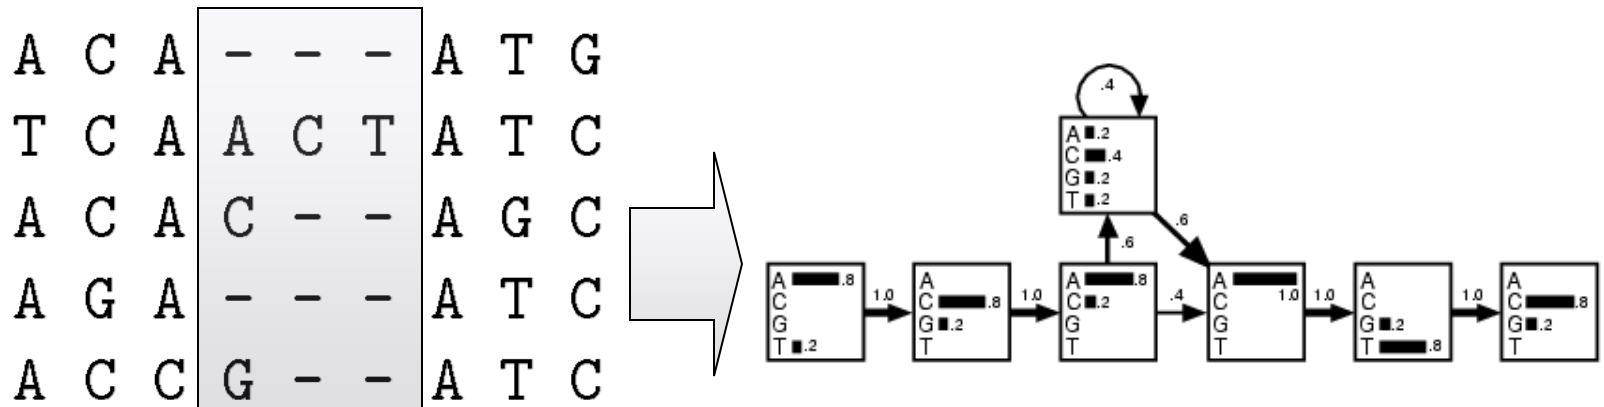 A C A - - - A T G
T C A A C T A T C
A C A C - - A G C
A G A - - - A T C
A C C G - - A T C
.4
A .2
C .4
G .2
T .2
.6
.6
A .8
C
G
T .2
1.0
A
C .8
G .2
T
1.0
A .8
C .2
G
T
.4
A
C 1.0
G
T
1.0
A
C
G .2
T .8
1.0
A
C .8
G .2
T